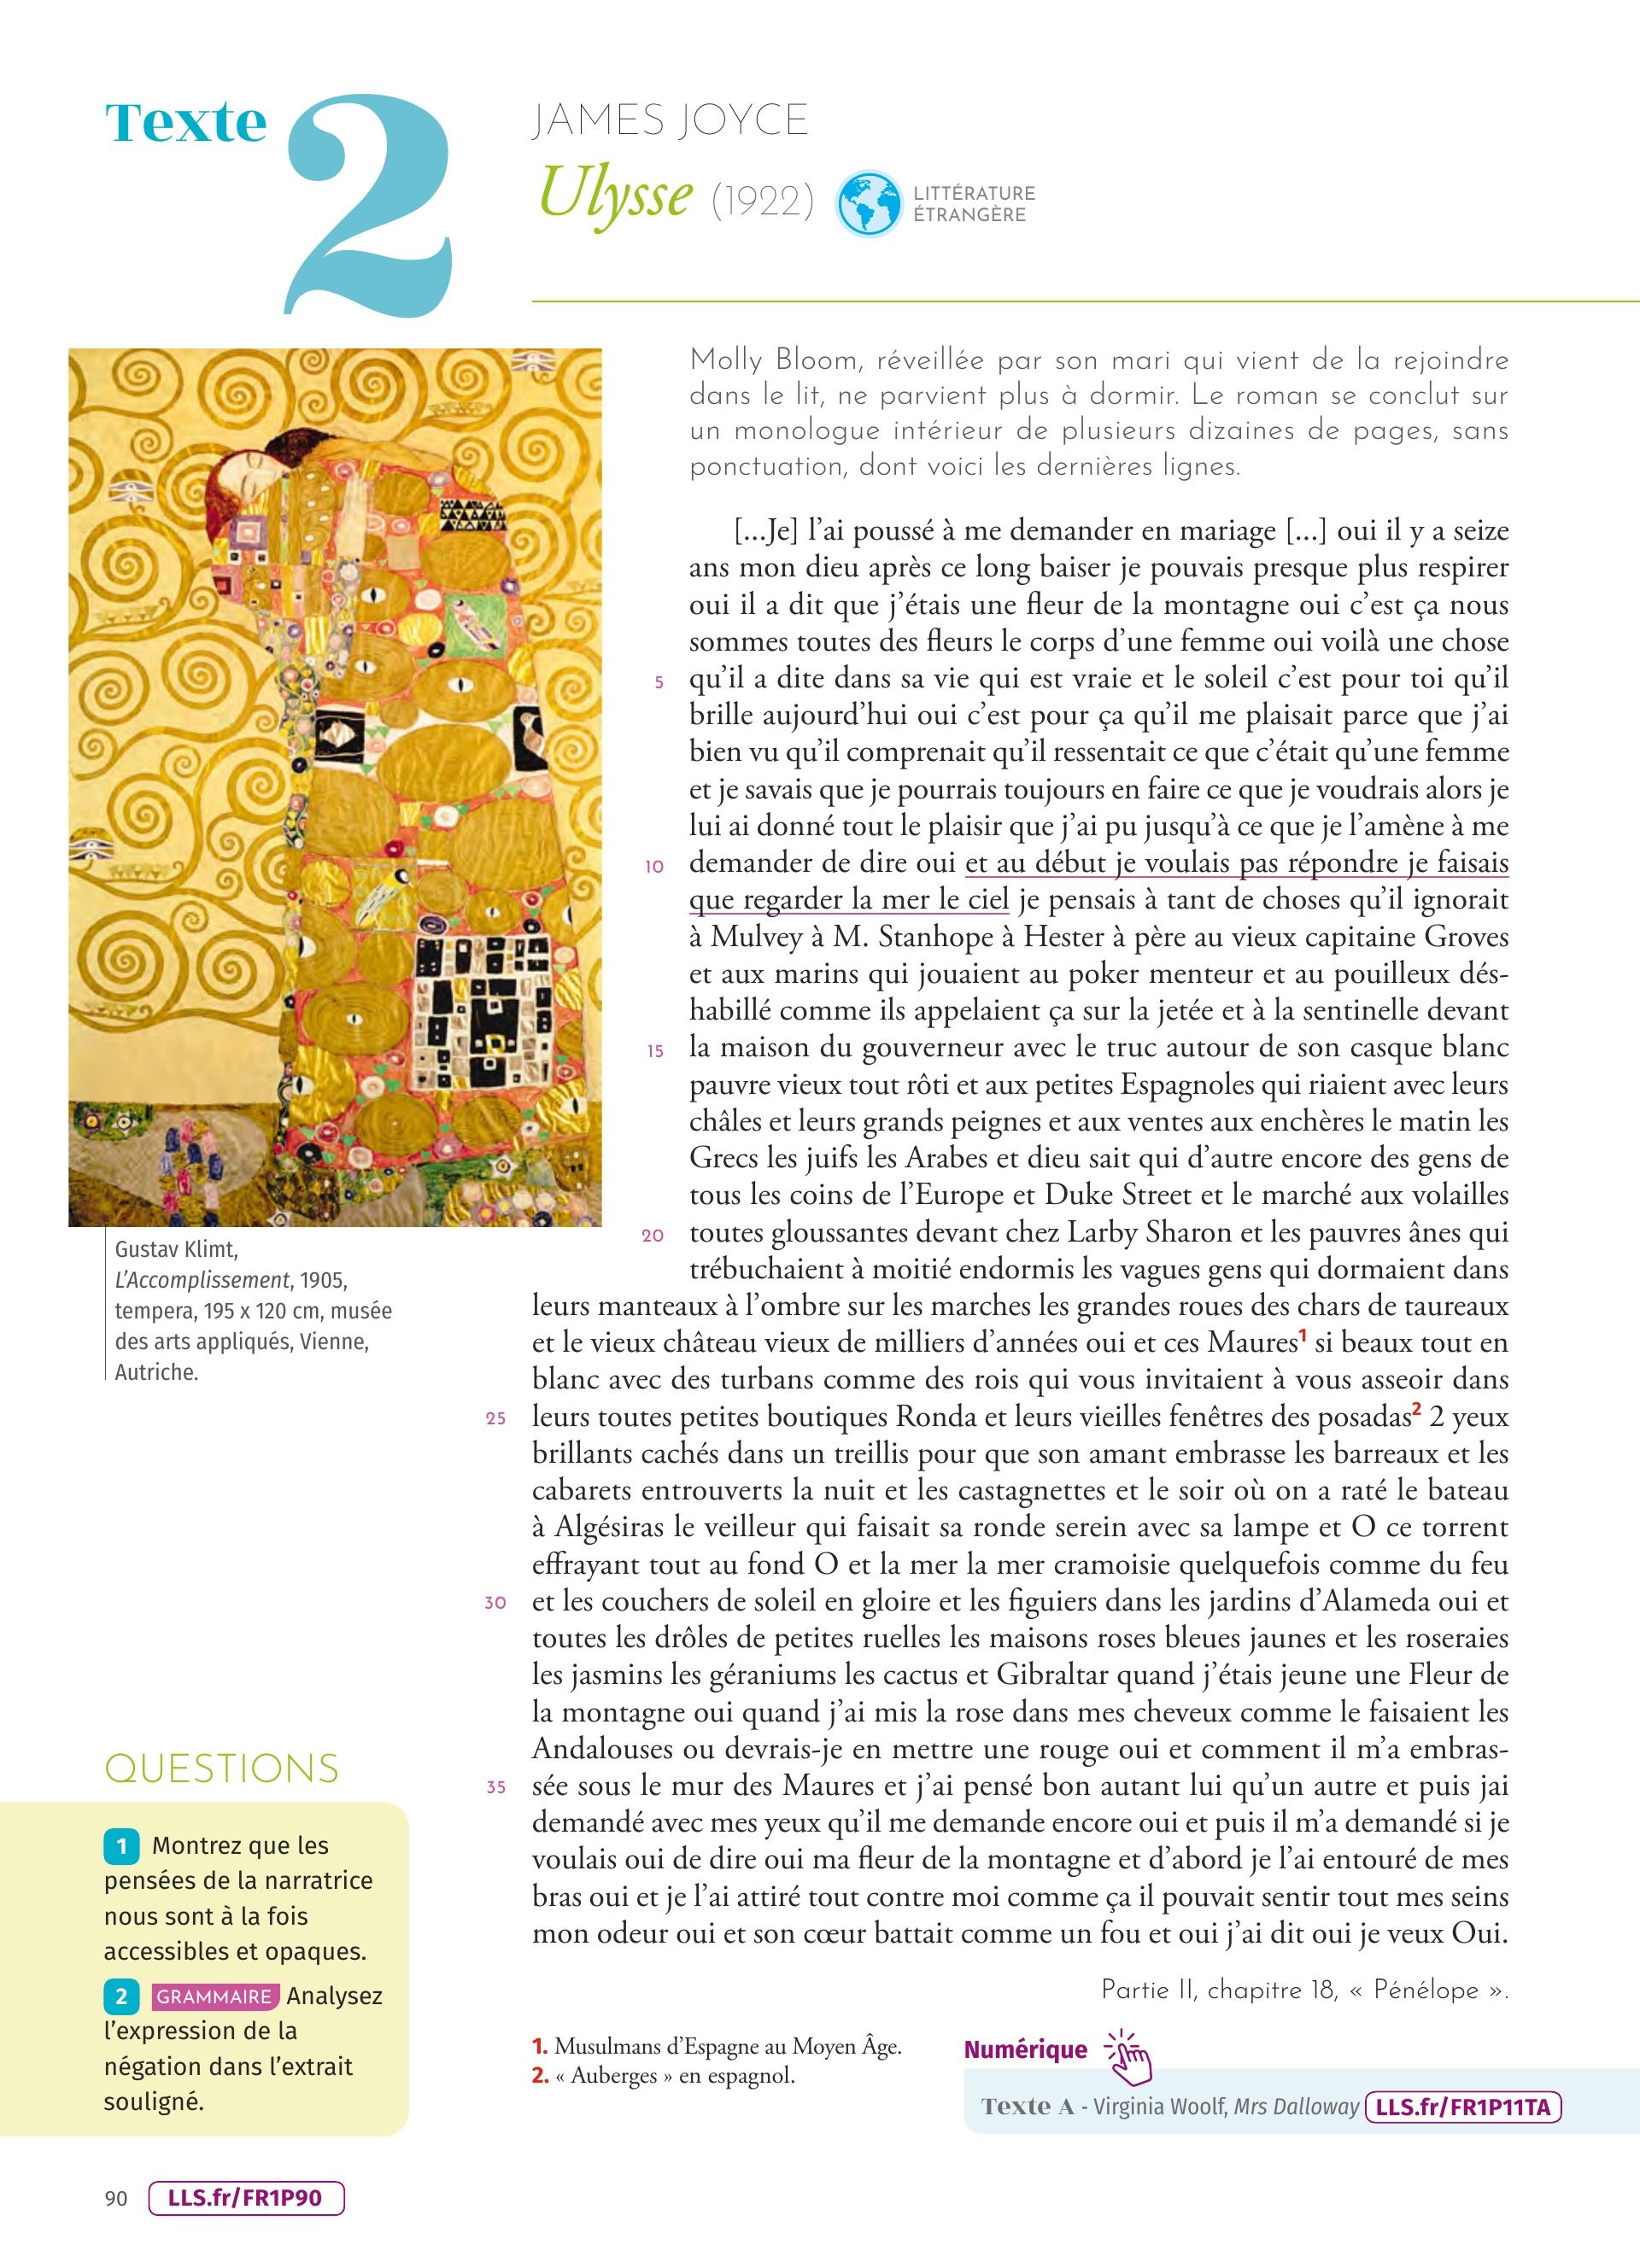 Texte 2
JAMES JOYCE
Ulysse (1922)
LITTÉRATURE
ÉTRANGÈRE
Molly Bloom, réveillée par son mari qui vient de la rejoindre
dans le lit, ne parvient plus à dormir. Le roman se conclut sur
un monologue intérieur de plusieurs dizaines de pages, sans
ponctuation, dont voici les dernières lignes.
[...Je] l'ai poussé à me demander en mariage [...] oui il y a seize
ans mon dieu après ce long baiser je pouvais presque plus respirer
oui il a dit que j'étais une fleur de la montagne oui c'est ça nous
sommes toutes des fleurs le corps d'une femme oui voilà une chose
5 qu'il a dite dans sa vie qui est vraie et le soleil c'est pour toi qu'il
brille aujourd'hui oui c'est pour ça qu'il me plaisait parce que j'ai
bien vu qu'il comprenait qu'il ressentait ce que c'était qu'une femme
et je savais que je pourrais toujours en faire ce que je voudrais alors je
lui ai donné tout le plaisir que j'ai pu jusqu'à ce que je l'amène à me
10 demander de dire oui et au début je voulais pas répondre je faisais
que regarder la mer le ciel je pensais à tant de choses qu'il ignorait
à Mulvey à M. Stanhope à Hester à père au vieux capitaine Groves
et aux marins qui jouaient au poker menteur et au pouilleux dés-
habillé comme ils appelaient ça sur la jetée et à la sentinelle devant
15 la maison du gouverneur avec le truc autour de son casque blanc
pauvre vieux tout rôti et aux petites Espagnoles qui riaient avec leurs
châles et leurs grands peignes et aux ventes aux enchères le matin les
Grecs les juifs les Arabes et dieu sait qui d'autre encore des gens de
tous les coins de l'Europe et Duke Street et le marché aux volailles
20 toutes gloussantes devant chez Larby Sharon et les pauvres ânes qui
trébuchaient à moitié endormis les vagues gens qui dormaient dans
leurs manteaux à l'ombre sur les marches les grandes roues des chars de taureaux
et le vieux château vieux de milliers d'années oui et ces Maures1 si beaux tout en
blanc avec des turbans comme des rois qui vous invitaient à vous asseoir dans
25 leurs toutes petites boutiques Ronda et leurs vieilles fenêtres des posadas2 2 yeux
brillants cachés dans un treillis pour que son amant embrasse les barreaux et les
cabarets entrouverts la nuit et les castagnettes et le soir où on a raté le bateau
à Algésiras le veilleur qui faisait sa ronde serein avec sa lampe et O ce torrent
effrayant tout au fond O et la mer la mer cramoisie quelquefois comme du feu
30 et les couchers de soleil en gloire et les figuiers dans les jardins d'Alameda oui et
toutes les drôles de petites ruelles les maisons roses bleues jaunes et les roseraies
les jasmins les géraniums les cactus et Gibraltar quand j'étais jeune une Fleur de
la montagne oui quand j'ai mis la rose dans mes cheveux comme le faisaient les
Andalouses ou devrais-je en mettre une rouge oui et comment il m'a embras-
35 sée sous le mur des Maures et j'ai pensé bon autant lui qu'un autre et puis jai
demandé avec mes yeux qu'il me demande encore oui et puis il m'a demandé si je
voulais oui de dire oui ma fleur de la montagne et d'abord je l'ai entouré de mes
bras oui et je l'ai attiré tout contre moi comme ça il pouvait sentir tout mes seins
mon odeur oui et son cœur battait comme un fou et oui j'ai dit oui je veux Oui.
Partie II, chapitre 18, « Pénélope ».
Gustav Klimt,
L'Accomplissement, 1905,
tempera, 195 x 120 cm, musée
des arts appliqués, Vienne,
Autriche.
QUESTIONS
1 Montrez que les
pensées de la narratrice
nous sont à la fois
accessibles et opaques.
2 GRAMMAIRE Analysez
l'expression de la
négation dans l'extrait
souligné.
1. Musulmans d'Espagne au Moyen Âge.
2. « Auberges » en espagnol.
Numérique
Texte A - Virginia Woolf, Mrs Dalloway LLS.fr/FR1P11TA
90 LLS.fr/FR1P90